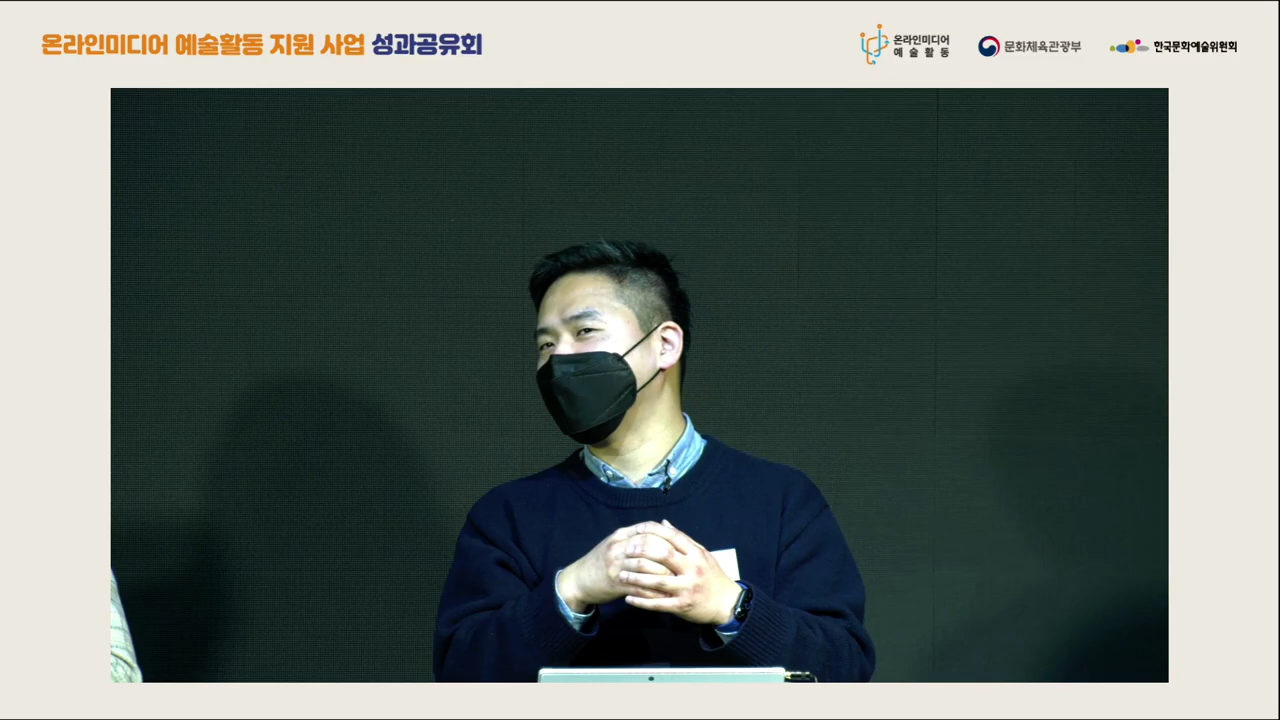 온라인미디어 예술활동 지원 사업 성과공유회
온라인미디어
예술활동
문화체육관광부
한국문화예술위원회